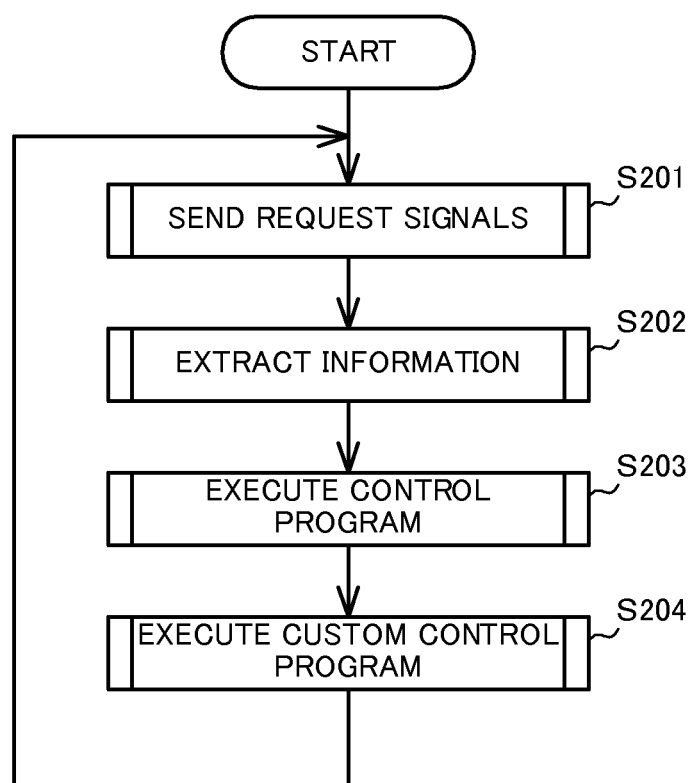 START
S201
SEND REQUEST SIGNALS
S202
EXTRACT INFORMATION
S203
EXECUTE CONTROL
PROGRAM
S204
EXECUTE CUSTOM CONTROL
PROGRAM